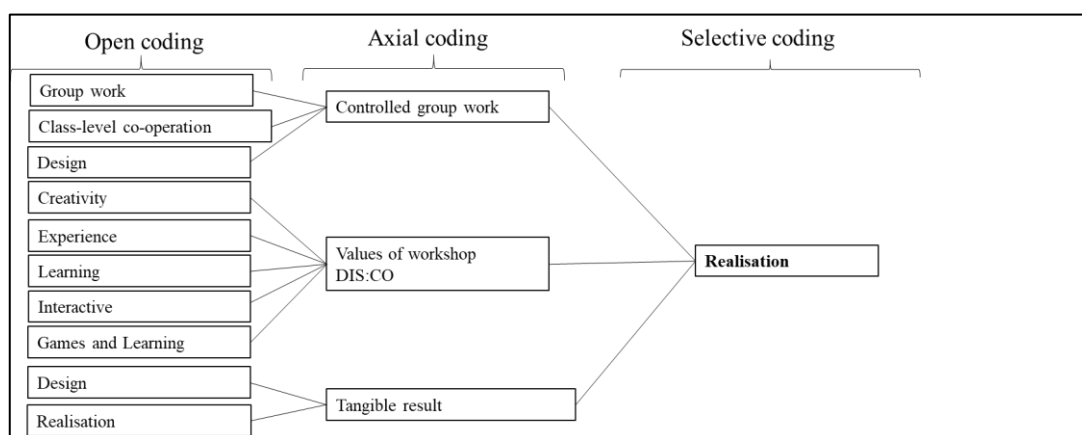 Open coding
Axial coding
Selective coding
Group work
Class-level co-operation
Design
Creativity
Experience
Learning
Interactive
Games and Learning
Design
Realisation
Controlled group work
Values of workshop
DIS:CO
Tangible result
Realisation